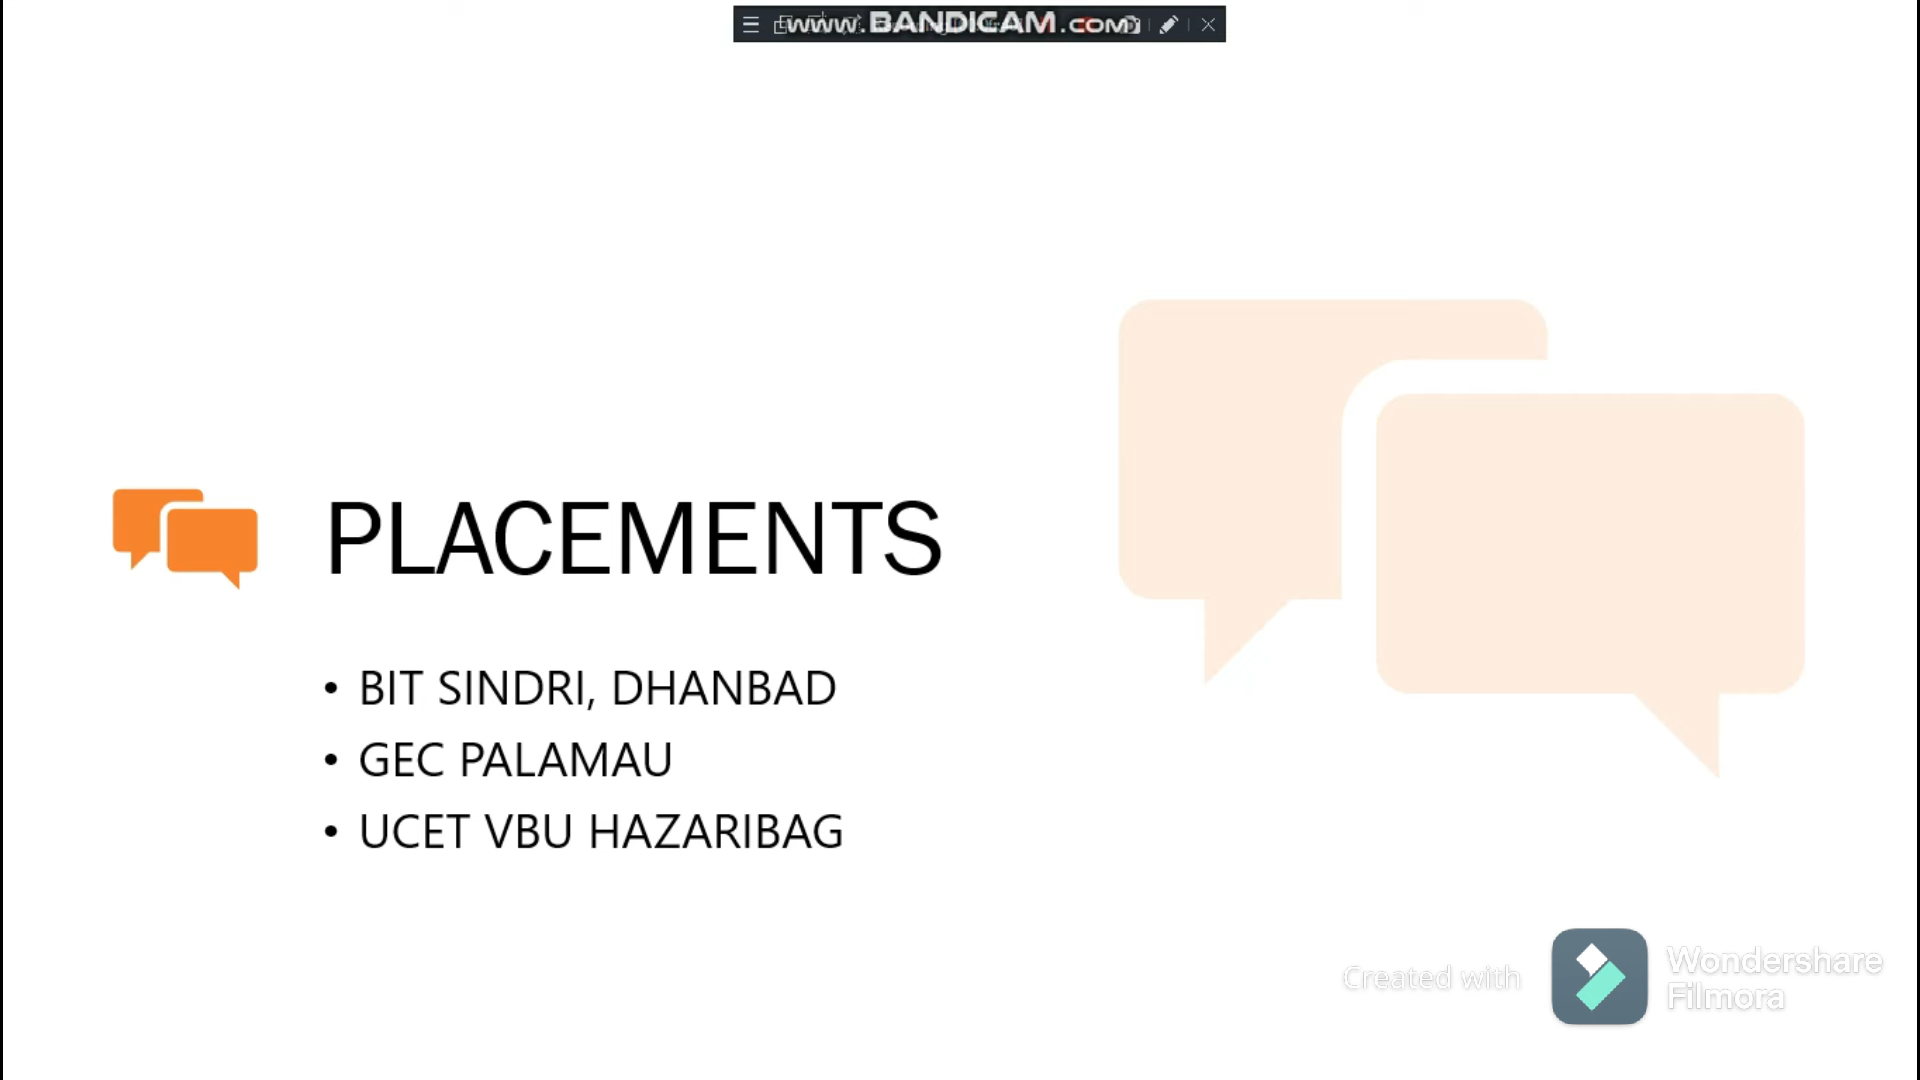 www.BANDICAM.com
PLACEMENTS
• BIT SINDRI, DHANBAD
• GEC PALAMAU
• UCET VBU HAZARIBAG
Created with
Wondershare
Filmora